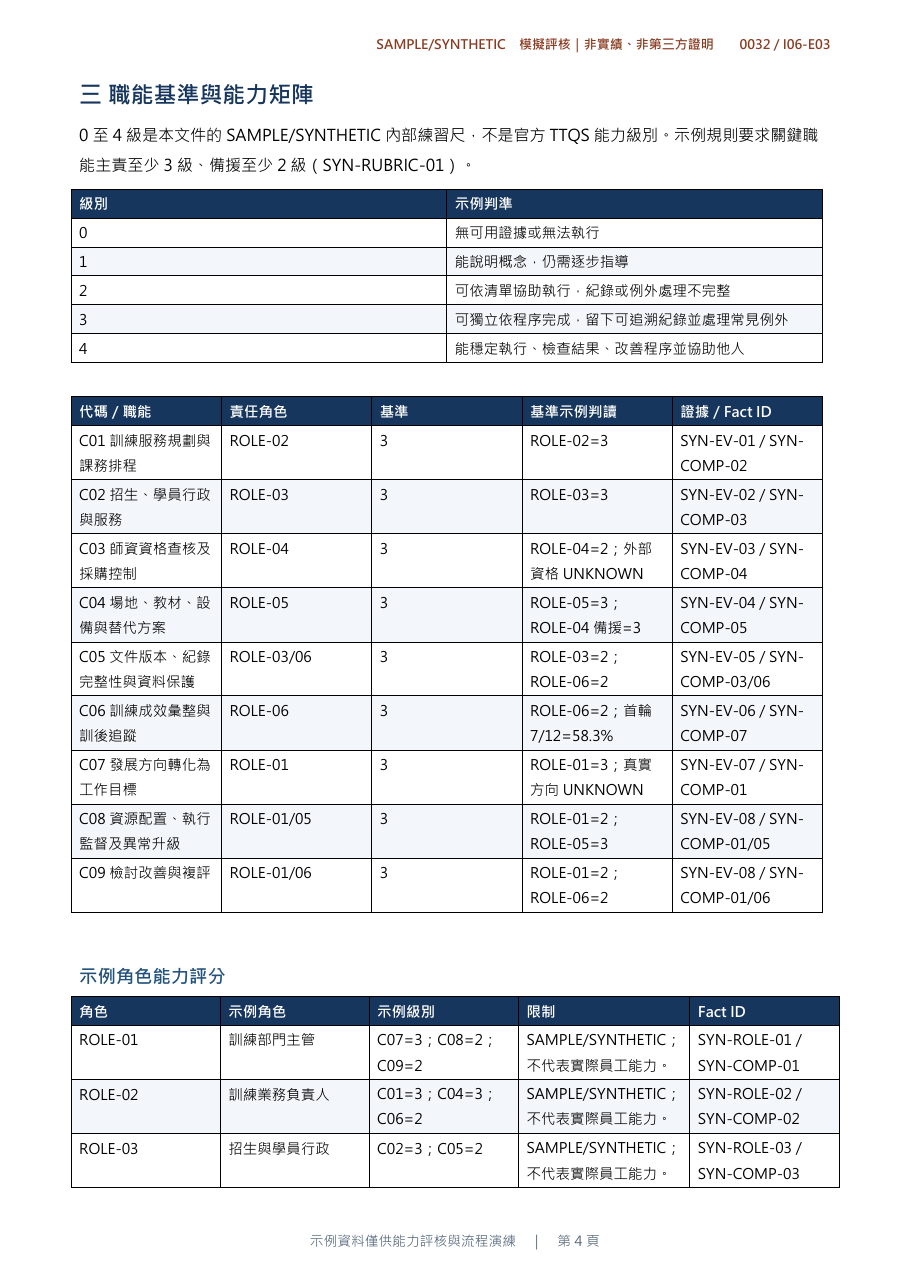 SAMPLE/SYNTHETIC 模擬評核｜非實績、非第三方證明 0032 / I06-E03
三 職能基準與能力矩陣
0 至 4 級是本文件的 SAMPLE/SYNTHETIC 內部練習尺，不是官方 TTQS 能力級別。示例規則要求關鍵職
能主責至少 3 級、備援至少 2 級（SYN-RUBRIC-01）。
級別 示例判準
0 無可用證據或無法執行
1 能說明概念，仍需逐步指導
2 可依清單協助執行，紀錄或例外處理不完整
3 可獨立依程序完成，留下可追溯紀錄並處理常見例外
4 能穩定執行、檢查結果、改善程序並協助他人
代碼 / 職能 責任角色 基準 基準示例判讀 證據 / Fact ID
C01 訓練服務規劃與 ROLE-02 3 ROLE-02=3 SYN-EV-01 / SYN-
課務排程 COMP-02
C02 招生、學員行政 ROLE-03 3 ROLE-03=3 SYN-EV-02 / SYN-
與服務 COMP-03
C03 師資資格查核及 ROLE-04 3 ROLE-04=2；外部 SYN-EV-03 / SYN-
採購控制 資格 UNKNOWN COMP-04
C04 場地、教材、設 ROLE-05 3 ROLE-05=3； SYN-EV-04 / SYN-
備與替代方案 ROLE-04 備援=3 COMP-05
C05 文件版本、紀錄 ROLE-03/06 3 ROLE-03=2； SYN-EV-05 / SYN-
完整性與資料保護 ROLE-06=2 COMP-03/06
C06 訓練成效彙整與 ROLE-06 3 ROLE-06=2；首輪 SYN-EV-06 / SYN-
訓後追蹤 7/12=58.3% COMP-07
C07 發展方向轉化為 ROLE-01 3 ROLE-01=3；真實 SYN-EV-07 / SYN-
工作目標 方向 UNKNOWN COMP-01
C08 資源配置、執行 ROLE-01/05 3 ROLE-01=2； SYN-EV-08 / SYN-
監督及異常升級 ROLE-05=3 COMP-01/05
C09 檢討改善與複評 ROLE-01/06 3 ROLE-01=2； SYN-EV-08 / SYN-
ROLE-06=2 COMP-01/06
示例角色能力評分
角色 示例角色 示例級別 限制 Fact ID
ROLE-01 訓練部門主管 C07=3；C08=2； SAMPLE/SYNTHETIC； SYN-ROLE-01 /
C09=2 不代表實際員工能力。 SYN-COMP-01
ROLE-02 訓練業務負責人 C01=3；C04=3； SAMPLE/SYNTHETIC； SYN-ROLE-02 /
C06=2 不代表實際員工能力。 SYN-COMP-02
ROLE-03 招生與學員行政 C02=3；C05=2 SAMPLE/SYNTHETIC； SYN-ROLE-03 /
不代表實際員工能力。 SYN-COMP-03
示例資料僅供能力評核與流程演練 | 第 4 頁